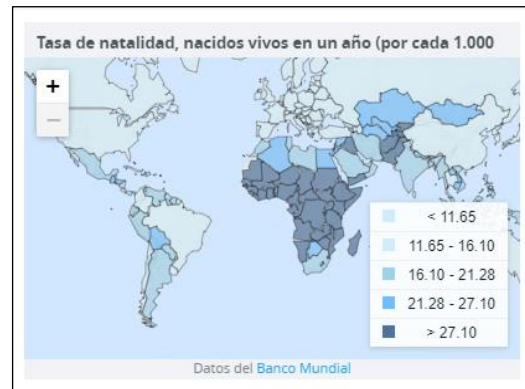 Tasa de natalidad, nacidos vivos en un año (por cada 1.000
+
−
< 11.65
11.65 - 16.10
16.10 - 21.28
21.28 - 27.10
> 27.10
Datos del Banco Mundial